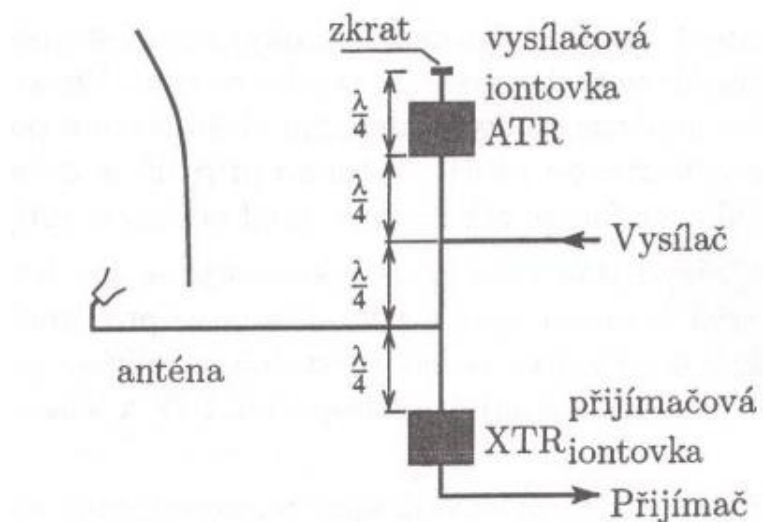 zkrat
vysílačová
iontovka
ATR
λ/4
λ/4
Vysílač
λ/4
anténa
λ/4
XTR
přijímačová
iontovka
Přijímač